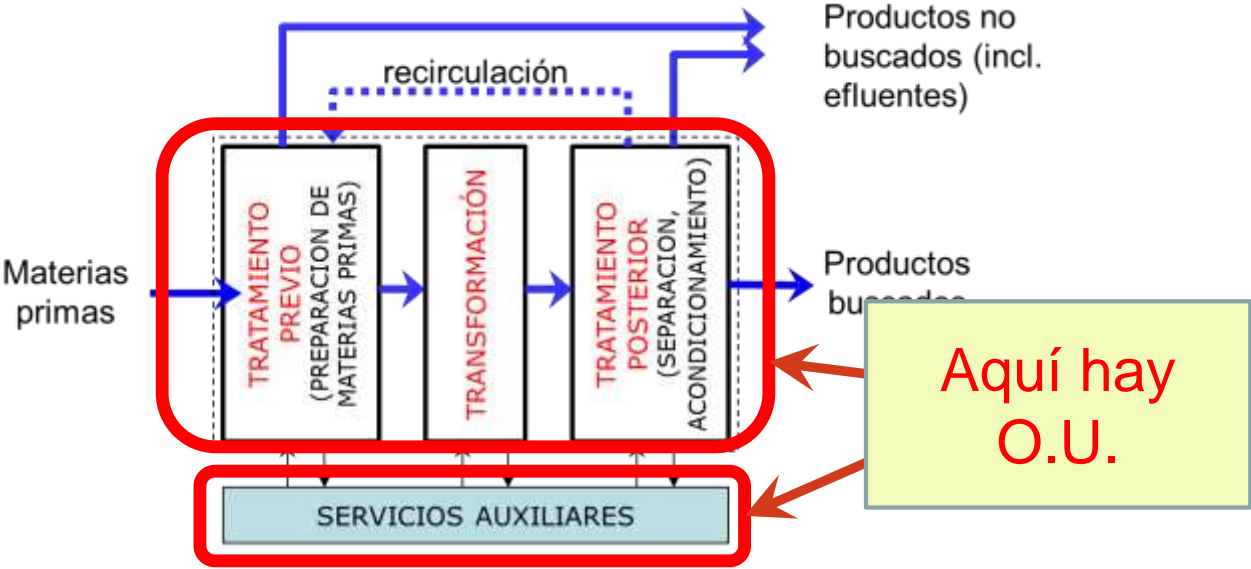 Productos no
buscados (incl.
efluentes)
recirculación
Materias
primas
TRATAMIENTO
PREVIO
(PREPARACION DE
MATERIAS PRIMAS)
TRANSFORMACIÓN
TRATAMIENTO
POSTERIOR
(SEPARACION,
ACONDICIONAMIENTO)
Productos
buscados
Aquí hay
O.U.
SERVICIOS AUXILIARES